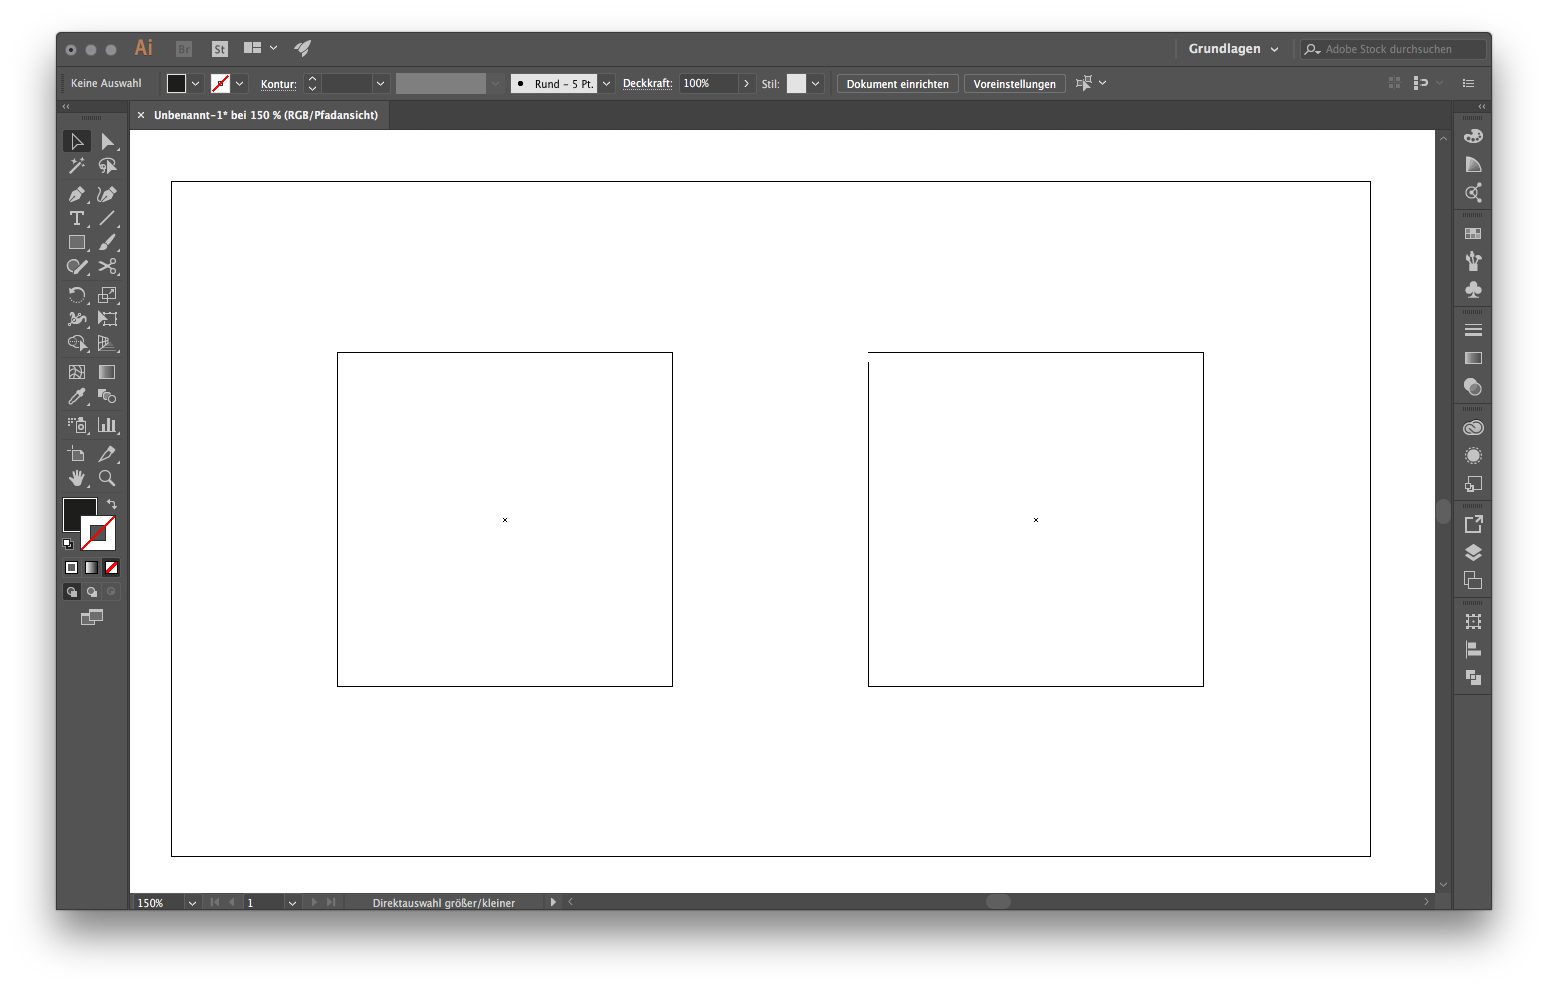 Ai Br St Grundlagen Adobe Stock durchsuchen
Keine Auswahl Kontur: Rund - 5 Pt. Deckkraft: 100% Stil: Dokument einrichten Voreinstellungen
× Unbenannt-1* bei 150 % (RGB/Pfadansicht)
T
150% 1 Direktauswahl größer/kleiner